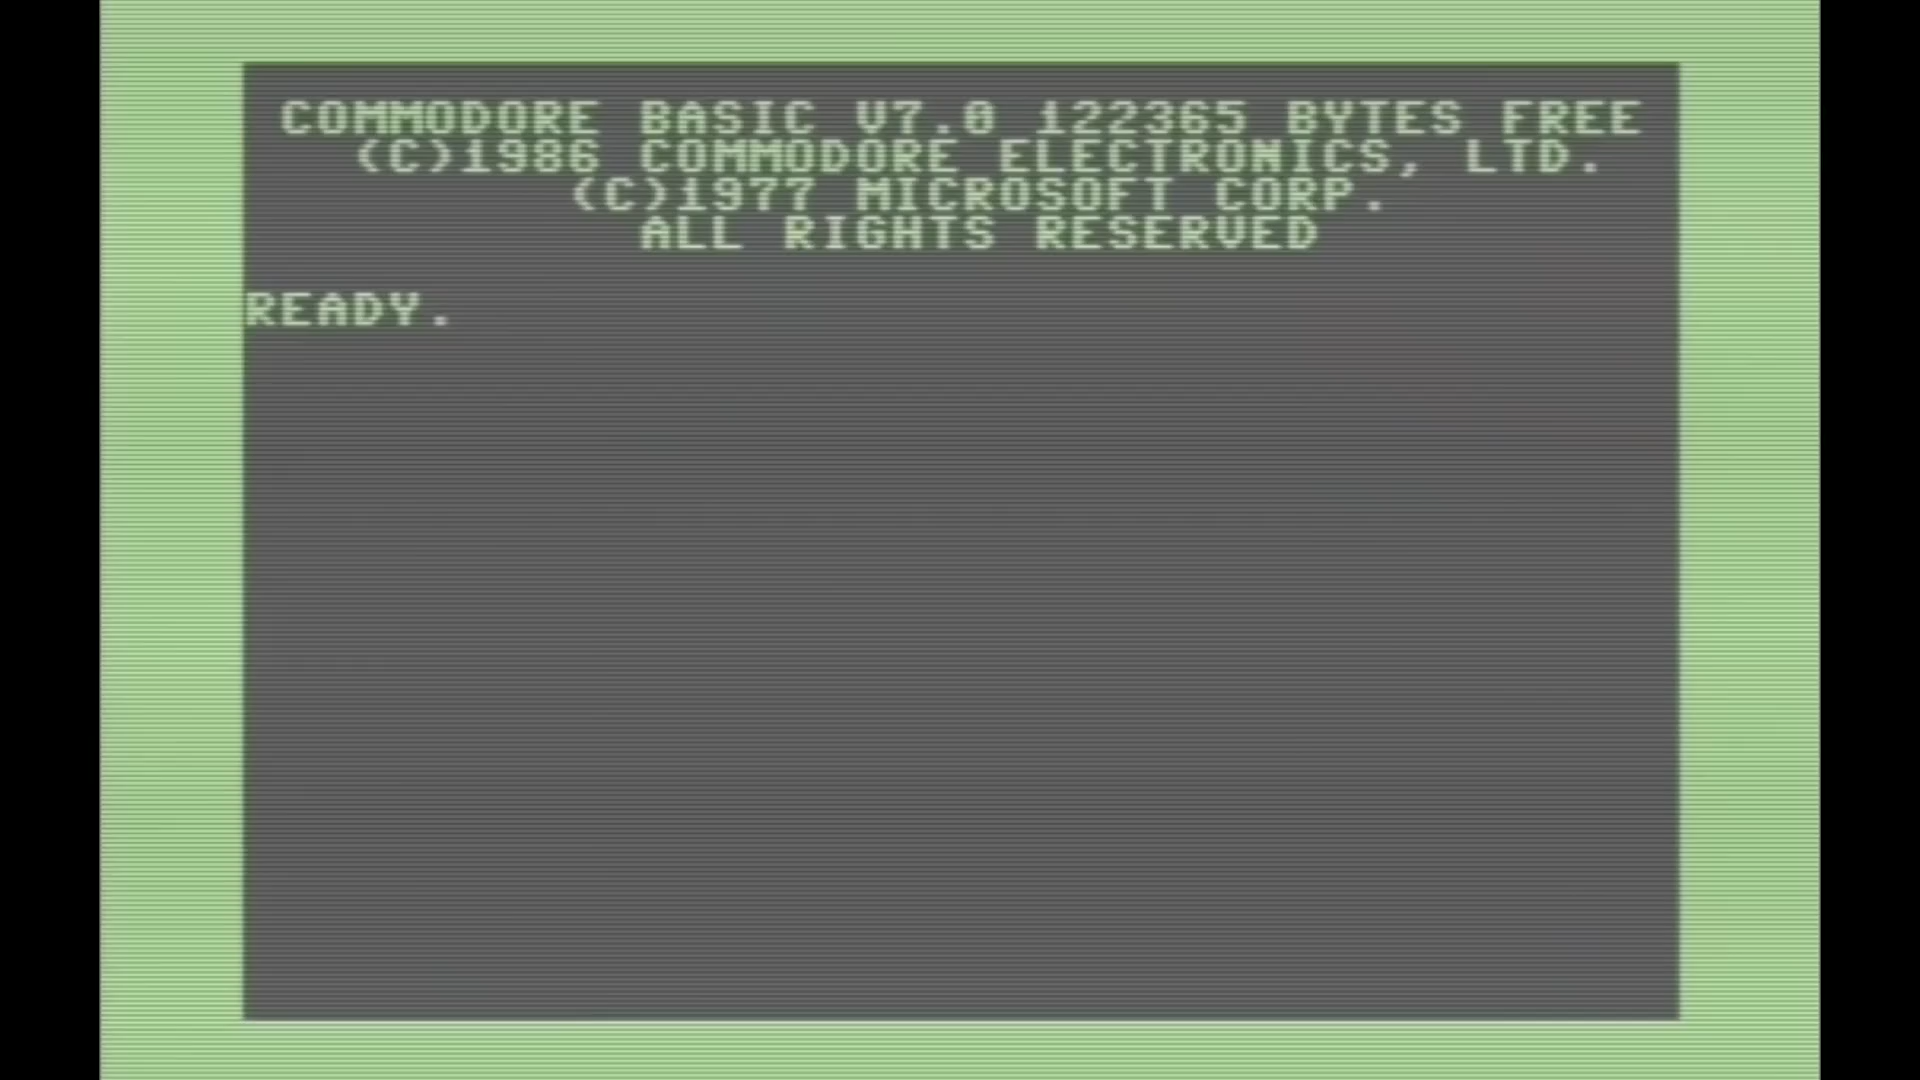 COMMODORE BASIC V7.0 122365 BYTES FREE
(C)1986 COMMODORE ELECTRONICS, LTD.
(C)1977 MICROSOFT CORP.
ALL RIGHTS RESERVED
READY.